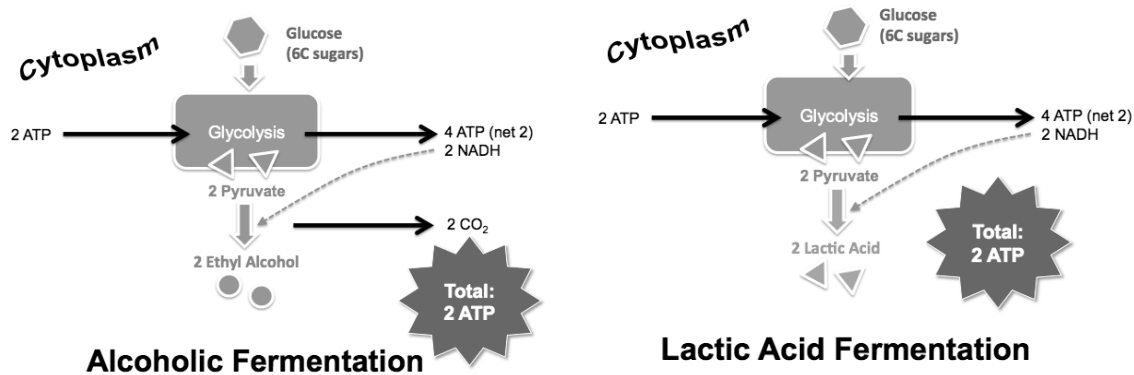 Cytoplasm
Glucose
(6C sugars)
2 ATP
Glycolysis
4 ATP (net 2)
2 NADH
2 Pyruvate
2 CO₂
2 Ethyl Alcohol
Total:
2 ATP
Alcoholic Fermentation
Cytoplasm
Glucose
(6C sugars)
2 ATP
Glycolysis
4 ATP (net 2)
2 NADH
2 Pyruvate
2 Lactic Acid
Total:
2 ATP
Lactic Acid Fermentation